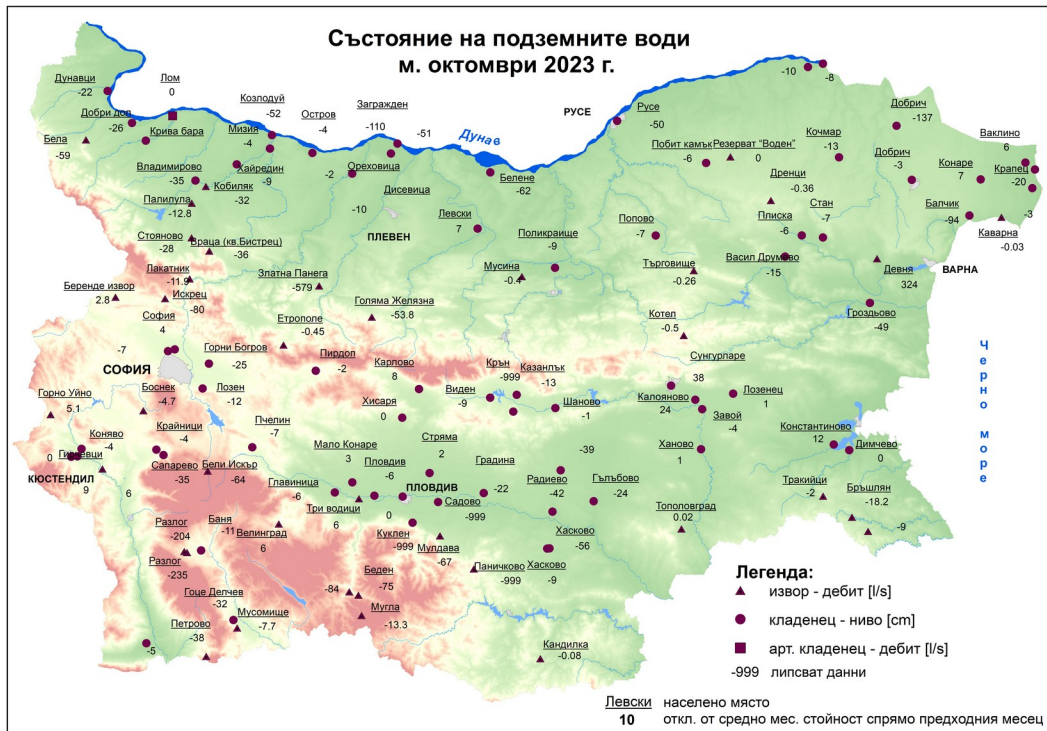 Състояние на подземните води
м. октомври 2023 г.
Дунавци
-22
Лом
0
Добри дол
-26
Крива бара
Козлодуй
-52
Мизия
-4
Остров
-4
Загражден
-110
-51
Дунав
РУСЕ
Русе
-50
-10
-8
Добрич
-137
Бела
-59
Владимирово
-35
Хайредин
-9
Кобиляк
-32
Палилула
-12.8
Ореховица
-2
Дисевица
-10
Белене
-62
Побит камък
-6
Резерват "Воден"
0
Кочмар
-13
Добрич
-3
Ваклино
6
Конаре
7
Крапец
-20
-3
Дренци
-0.36
Стан
-7
Плиска
-6
Балчик
-94
Каварна
-0.03
Стояново
-28
Враца (кв.Бистрец)
-36
ПЛЕВЕН
Левски
7
Поликраище
-9
Попово
-7
Васил Друмево
-15
Търговище
-0.26
Девня
324
ВАРНА
Лакатник
-11.9
Беренде извор
2.8
Искрец
-80
Златна Панега
-579
Мусина
-0.4
Голяма Желязна
-53.8
Котел
-0.5
Гроздьово
-49
София
4
-7
СОФИЯ
Етрополе
-0.45
Горни Богров
-25
Пирдоп
-2
Карлово
8
Крън
-999
Казанлък
-13
Сунгурларе
38
Черно море
Горно Уйно
5.1
Боснек
-4.7
Лозен
-12
Хисаря
0
Виден
-9
Шаново
-1
Калояново
24
Лозенец
1
Завой
-4
Коняво
-4
Гирчевци
0
Крайници
-4
Пчелин
-7
Мало Конаре
3
Стряма
2
Ханово
1
Константиново
12
Димчево
0
КЮСТЕНДИЛ
9
6
Сапарево
-35
Бели Искър
-64
Главиница
-6
Пловдив
-6
ПЛОВДИВ
Градина
-22
-39
Радиево
-42
Гълъбово
-24
Тракийци
-2
Бръшлян
-18.2
-9
Три водици
6
0
Садово
-999
Тополовград
0.02
Разлог
-204
Баня
-11
Велинград
6
Куклен
-999
Мулдава
-67
Хасково
-56
Разлог
-235
Паничково
-999
Хасково
-9
Гоце Делчев
-32
-84
Беден
-75
Мугла
-13.3
Петрово
-38
Мусомище
-7.7
-5
Кандилка
-0.08
Легенда:
извор - дебит [l/s]
кладенец - ниво [cm]
арт. кладенец - дебит [l/s]
-999 липсват данни
Левски населено място
10 откл. от средно мес. стойност спрямо предходния месец